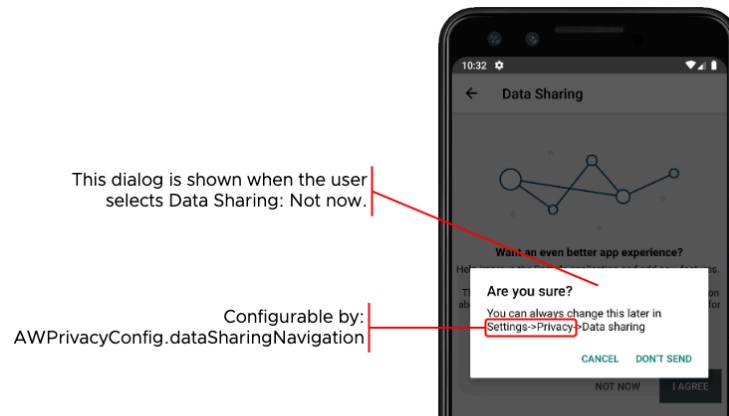 10:32
Data Sharing
This dialog is shown when the user
selects Data Sharing: Not now.
Want an even better app experience?
Are you sure?
You can always change this later in
Settings->Privacy->Data sharing
Configurable by:
AWPrivacyConfig.dataSharingNavigation
CANCEL DON'T SEND
NOT NOW I AGREE